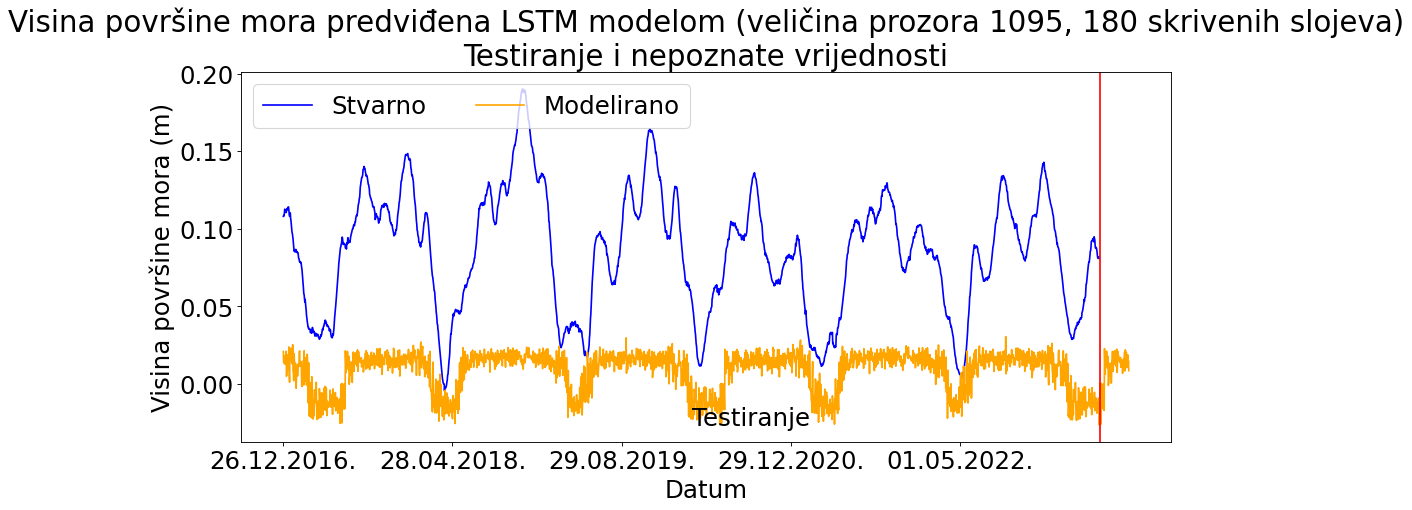 Visina površine mora predviđena LSTM modelom (veličina prozora 1095, 180 skrivenih slojeva)
Testiranje i nepoznate vrijednosti
Stvarno
Modelirano
Visina površine mora (m)
0.20
0.15
0.10
0.05
0.00
Testiranje
26.12.2016.
28.04.2018.
29.08.2019.
29.12.2020.
01.05.2022.
Datum